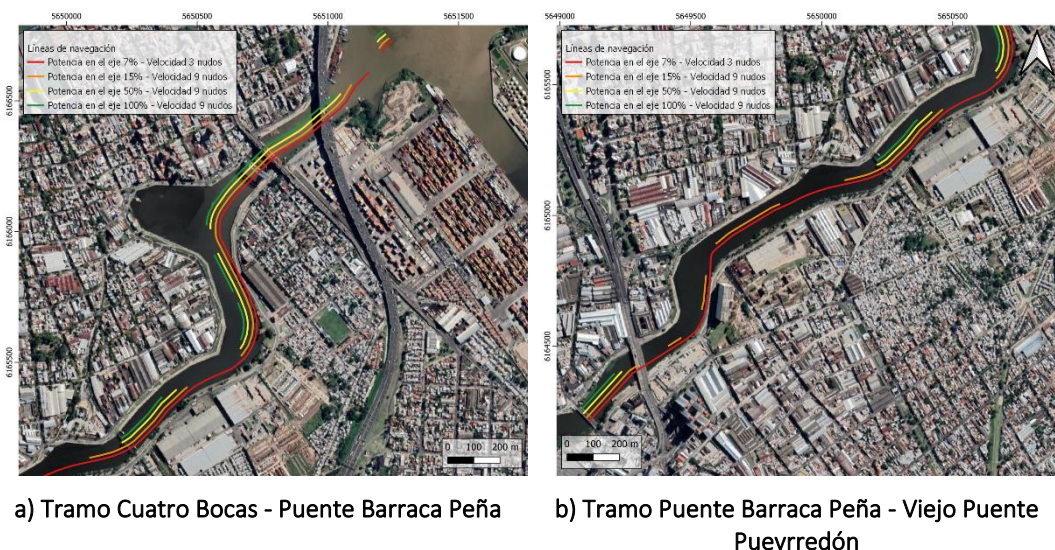 5650000 5650500 5651000 5651500
Líneas de navegación
Potencia en el eje 7% - Velocidad 3 nudos
Potencia en el eje 15% - Velocidad 9 nudos
Potencia en el eje 50% - Velocidad 9 nudos
Potencia en el eje 100% - Velocidad 9 nudos
6166500
6166000
6165500
0 100 200 m
a) Tramo Cuatro Bocas - Puente Barraca Peña
5649000 5649500 5650000 5650500
Líneas de navegación
Potencia en el eje 7% - Velocidad 3 nudos
Potencia en el eje 15% - Velocidad 9 nudos
Potencia en el eje 50% - Velocidad 9 nudos
Potencia en el eje 100% - Velocidad 9 nudos
6165500
6165000
6164500
0 100 200 m
b) Tramo Puente Barraca Peña - Viejo Puente
Pueyrredón